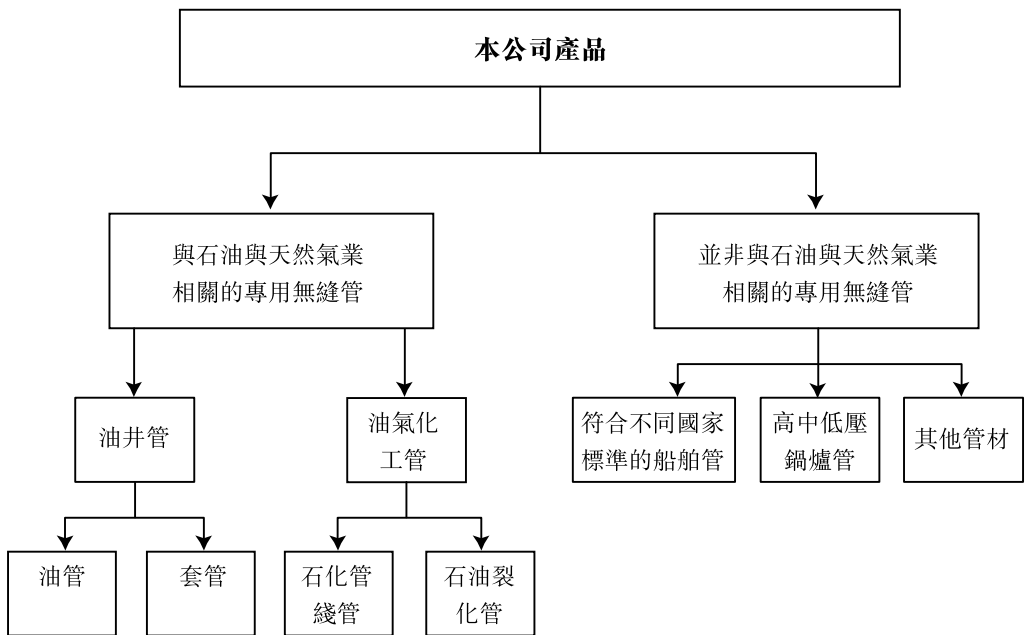 本公司產品
與石油與天然氣業
相關的專用無縫管
並非與石油與天然氣業
相關的專用無縫管
油井管
油氣化
工管
符合不同國家
標準的船舶管
高中低壓
鍋爐管
其他管材
油管
套管
石化管
綫管
石油裂
化管